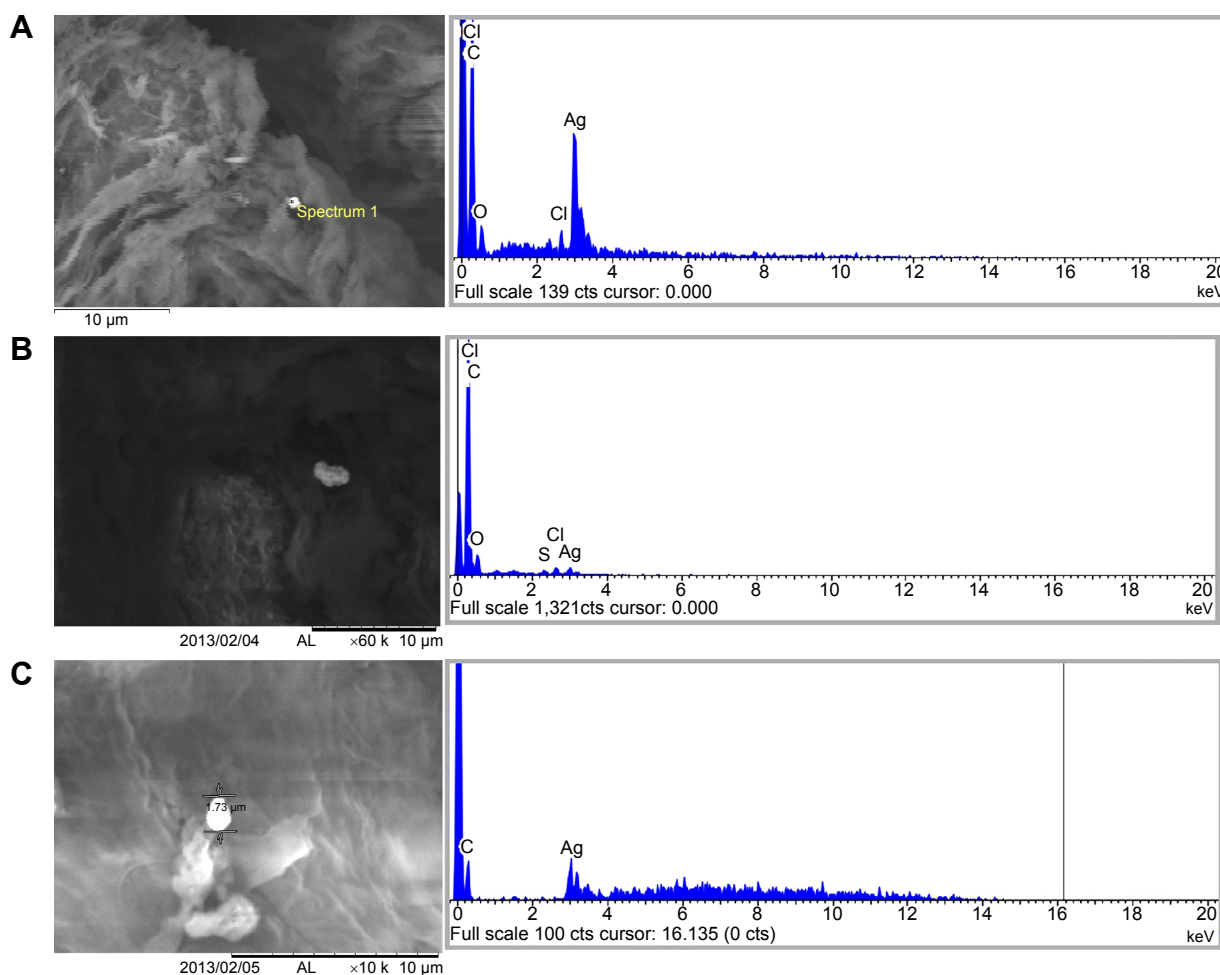 A
Spectrum 1
10 µm
Cl
C
O
Cl
Ag
0 2 4 6 8 10 12 14 16 18 20
Full scale 139 cts cursor: 0.000
keV
B
2013/02/04 AL ×60 k 10 µm
Cl
C
O
S
Cl
Ag
0 2 4 6 8 10 12 14 16 18 20
Full scale 1,321cts cursor: 0.000
keV
C
1.73 µm
2013/02/05 AL ×10 k 10 µm
C
Ag
0 2 4 6 8 10 12 14 16 18 20
Full scale 100 cts cursor: 16.135 (0 cts)
keV